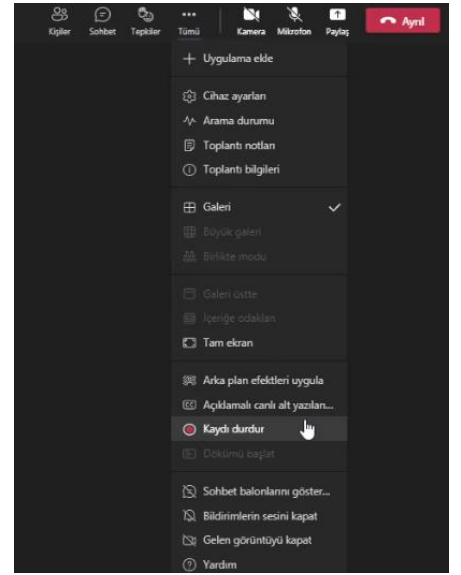 Kişiler Sohbet Tepkiler Tümü Kamera Mikrofon Paylaş Ayrıl
Uygulama ekle
Cihaz ayarları
Arama durumu
Toplantı notları
Toplantı bilgileri
Galeri
Büyük galeri
Birlikte modu
Galeri üstte
İçeriğe odaklan
Tam ekran
Arka plan efektleri uygula
CC Açıklamalı canlı alt yazıları...
Kaydı durdur
Dökümü başlat
Sohbet balonlarını göster...
Bildirimlerin sesini kapat
Gelen görüntüyü kapat
Yardım